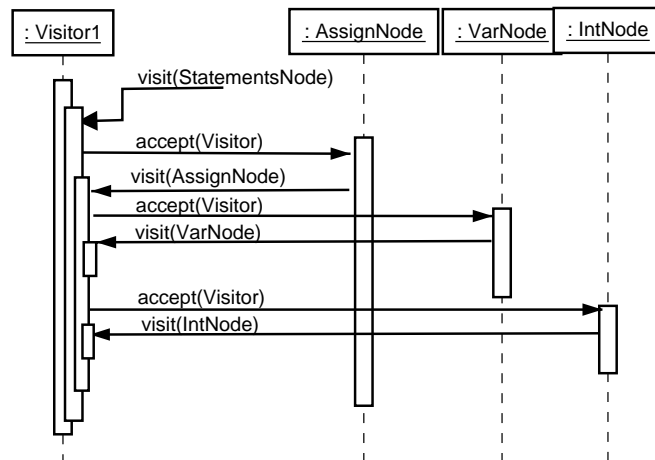 : Visitor1
: AssignNode
: VarNode
: IntNode
visit(StatementsNode)
accept(Visitor)
visit(AssignNode)
accept(Visitor)
visit(VarNode)
accept(Visitor)
visit(IntNode)